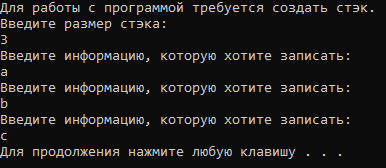 Для работы с программой требуется создать стэк.
Введите размер стэка:
3
Введите информацию, которую хотите записать:
a
Введите информацию, которую хотите записать:
b
Введите информацию, которую хотите записать:
c
Для продолжения нажмите любую клавишу . . .